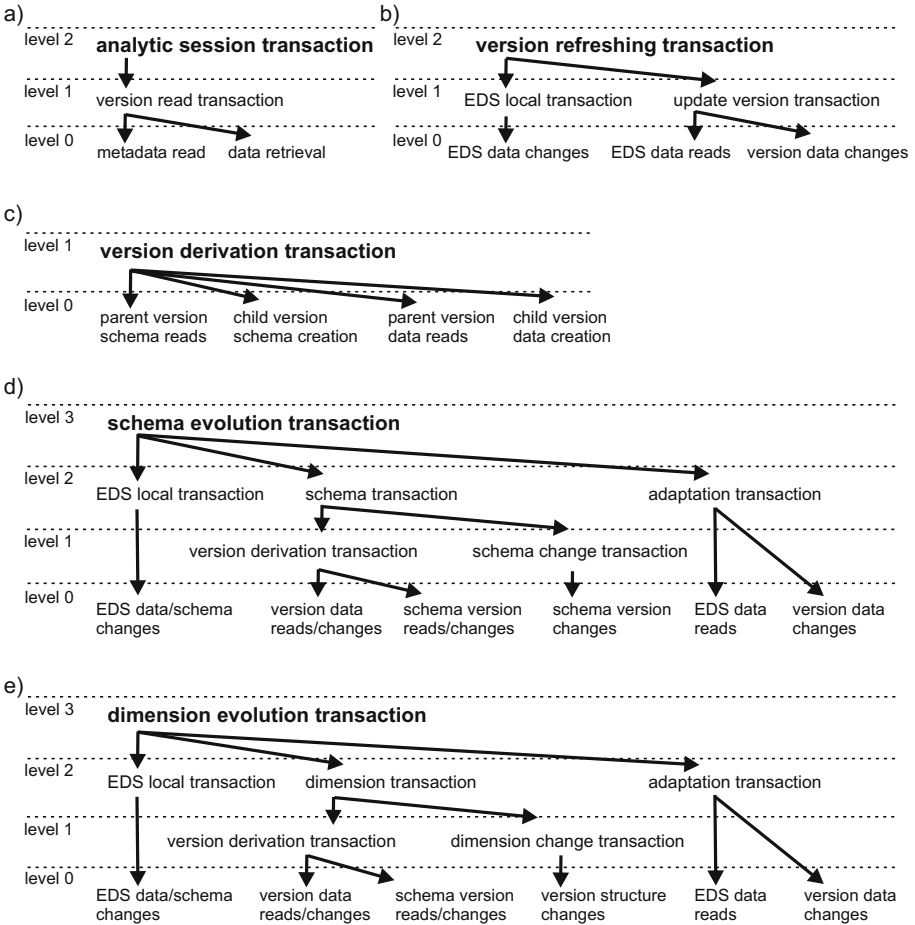 a)
level 2
analytic session transaction
level 1
version read transaction
level 0
metadata read
data retrieval
b)
level 2
version refreshing transaction
level 1
EDS local transaction
update version transaction
level 0
EDS data changes
EDS data reads
version data changes
c)
level 1
version derivation transaction
level 0
parent version
schema reads
child version
schema creation
parent version
data reads
child version
data creation
d)
level 3
schema evolution transaction
level 2
EDS local transaction
schema transaction
adaptation transaction
level 1
version derivation transaction
schema change transaction
level 0
EDS data/schema
changes
version data
reads/changes
schema version
reads/changes
schema version
changes
EDS data
reads
version data
changes
e)
level 3
dimension evolution transaction
level 2
EDS local transaction
dimension transaction
adaptation transaction
level 1
version derivation transaction
dimension change transaction
level 0
EDS data/schema
changes
version data
reads/changes
schema version
reads/changes
version structure
changes
EDS data
reads
version data
changes